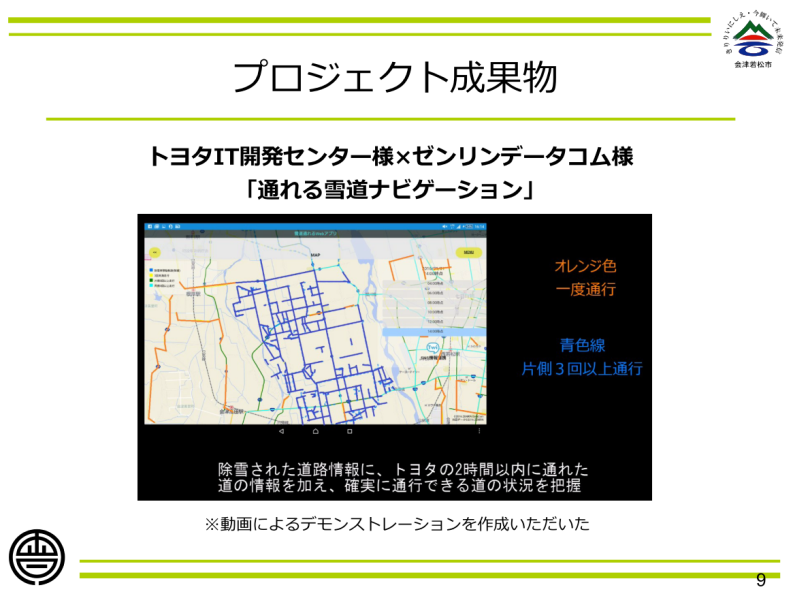 会津若松市
プロジェクト成果物
トヨタIT開発センター様×ゼンリンデータコム様
「通れる雪道ナビゲーション」
MAP
オレンジ色
一度通行
青色線
片側３回以上通行
除雪された道路情報に、トヨタの2時間以内に通れた
道の情報を加え、確実に通行できる道の状況を把握
※動画によるデモンストレーションを作成いただいた
9